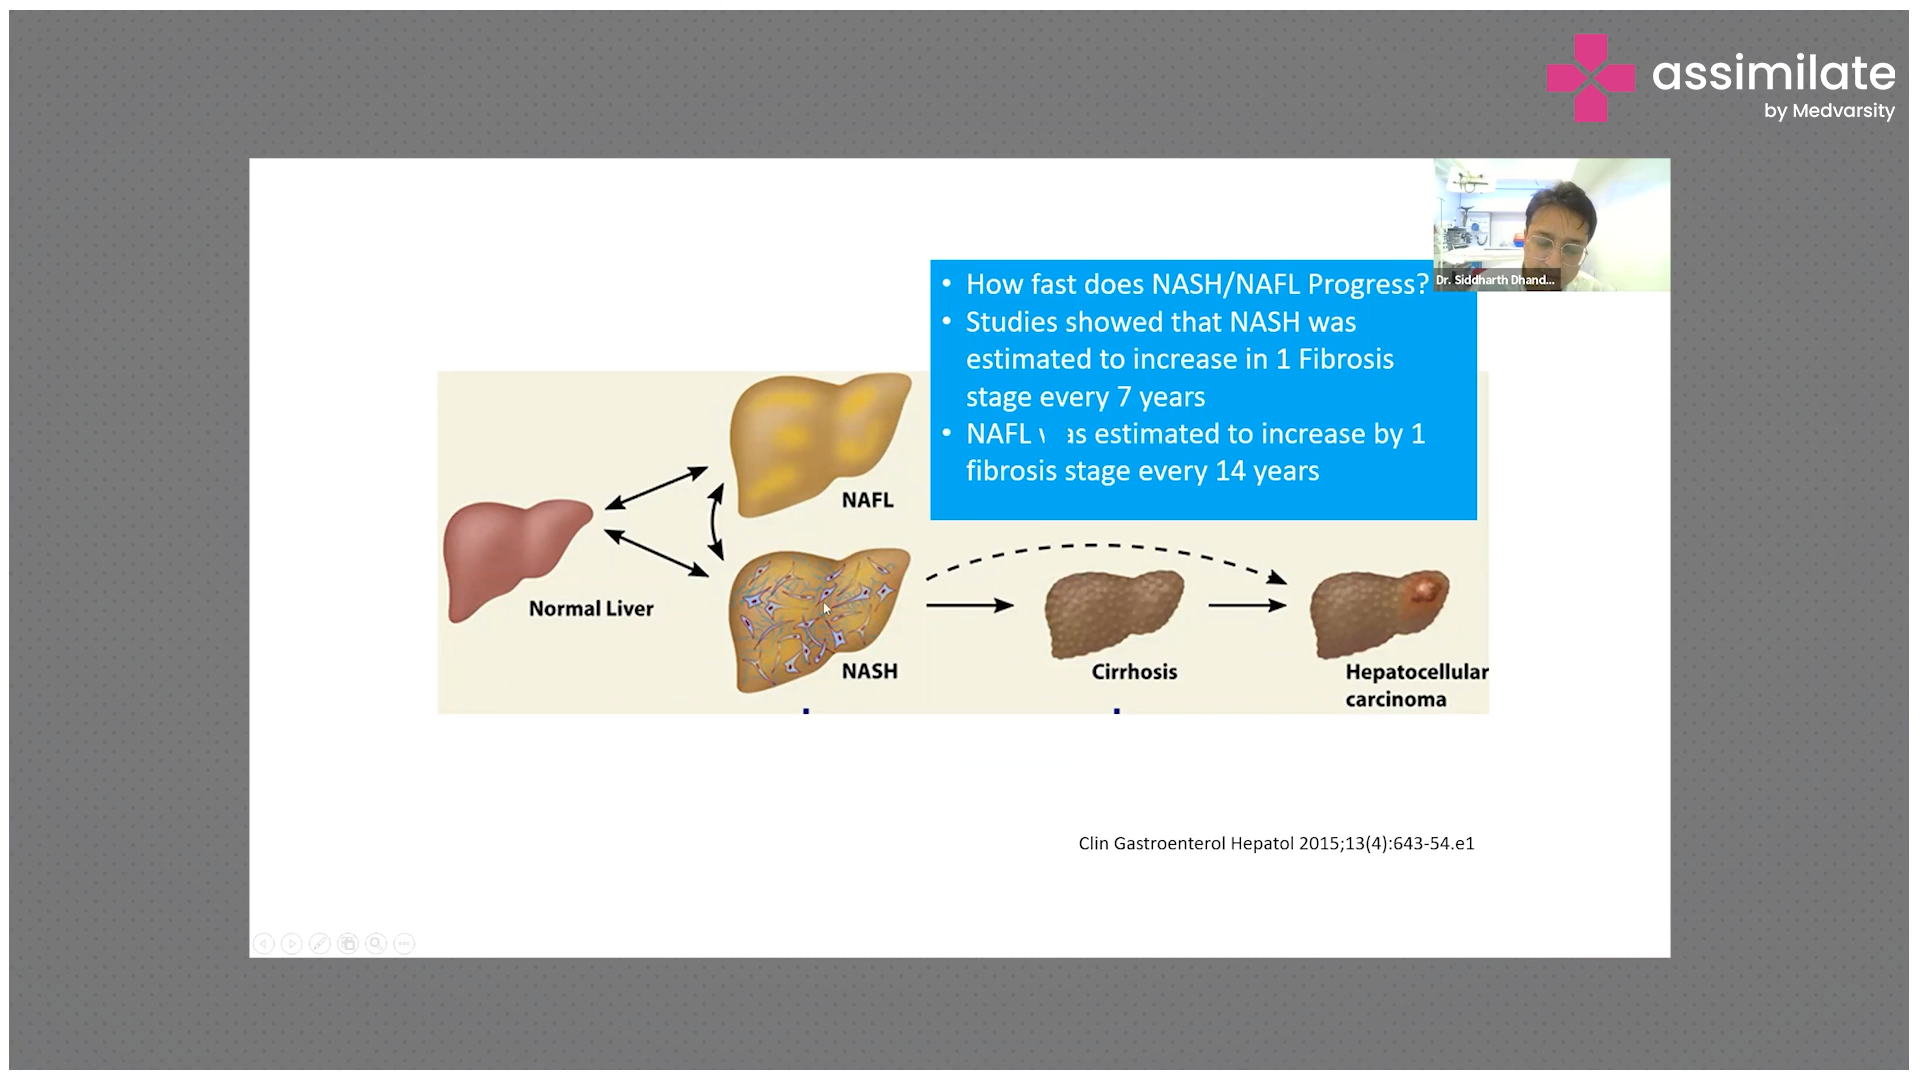 assimilate
by Medvarsity
Dr. Siddharth Dhand...
• How fast does NASH/NAFL Progress?
• Studies showed that NASH was
estimated to increase in 1 Fibrosis
stage every 7 years
• NAFL was estimated to increase by 1
fibrosis stage every 14 years
NAFL
Normal Liver
NASH
Cirrhosis
Hepatocellular
carcinoma
Clin Gastroenterol Hepatol 2015;13(4):643-54.e1